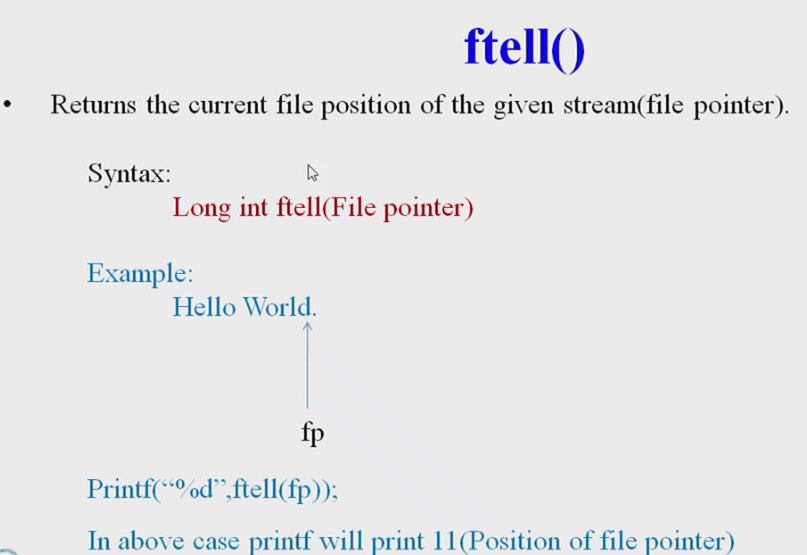 ftell()
• Returns the current file position of the given stream(file pointer).
Syntax:
Long int ftell(File pointer)
Example:
Hello World.
fp
Printf(“%d”,ftell(fp));
In above case printf will print 11(Position of file pointer)